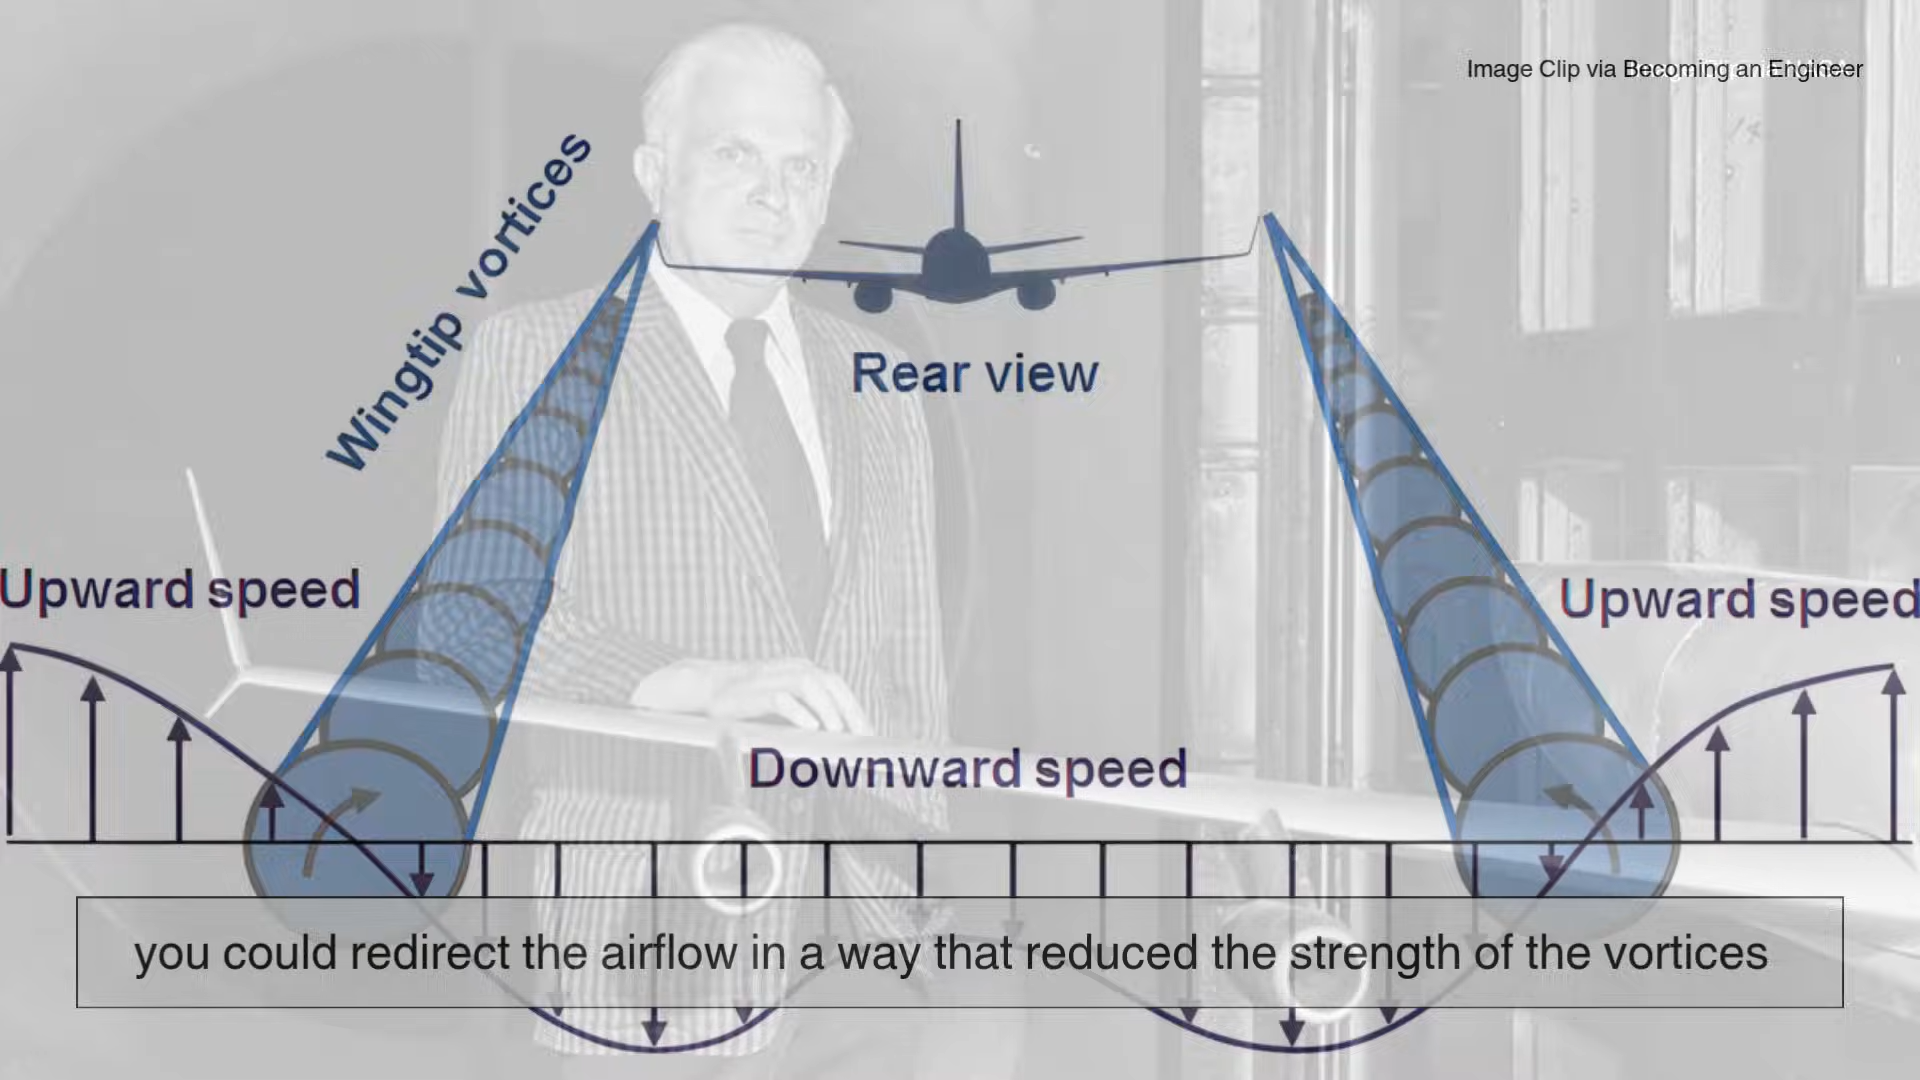 Image Clip via Becoming an Engineer
Wingtip vortices
Rear view
Upward speed
Upward speed
Downward speed
you could redirect the airflow in a way that reduced the strength of the vortices